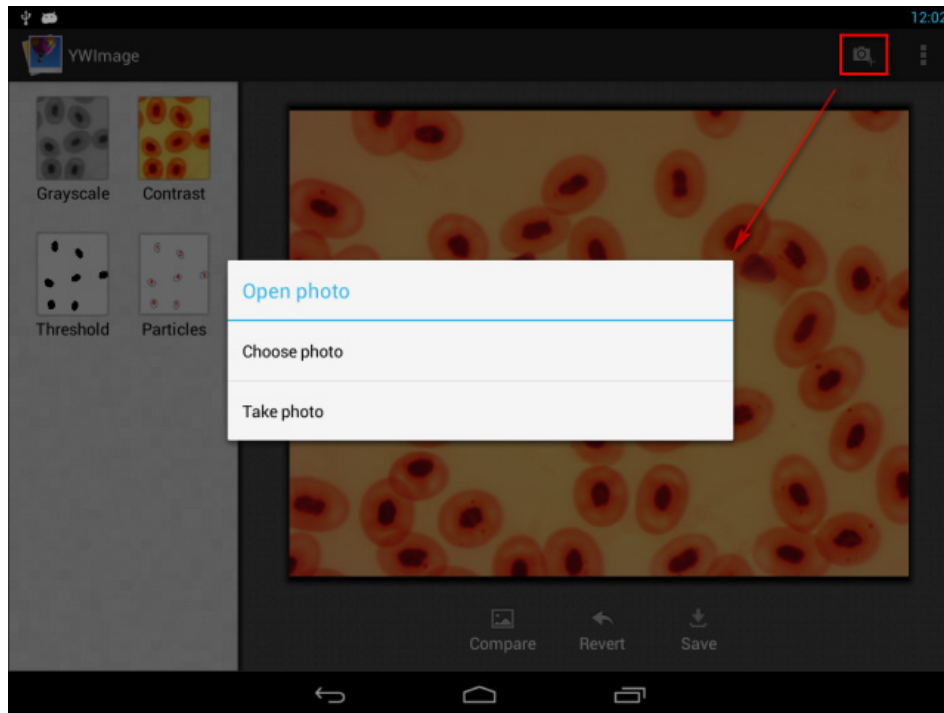 12:02
YWImage
Grayscale
Contrast
Threshold
Particles
Open photo
Choose photo
Take photo
Compare
Revert
Save